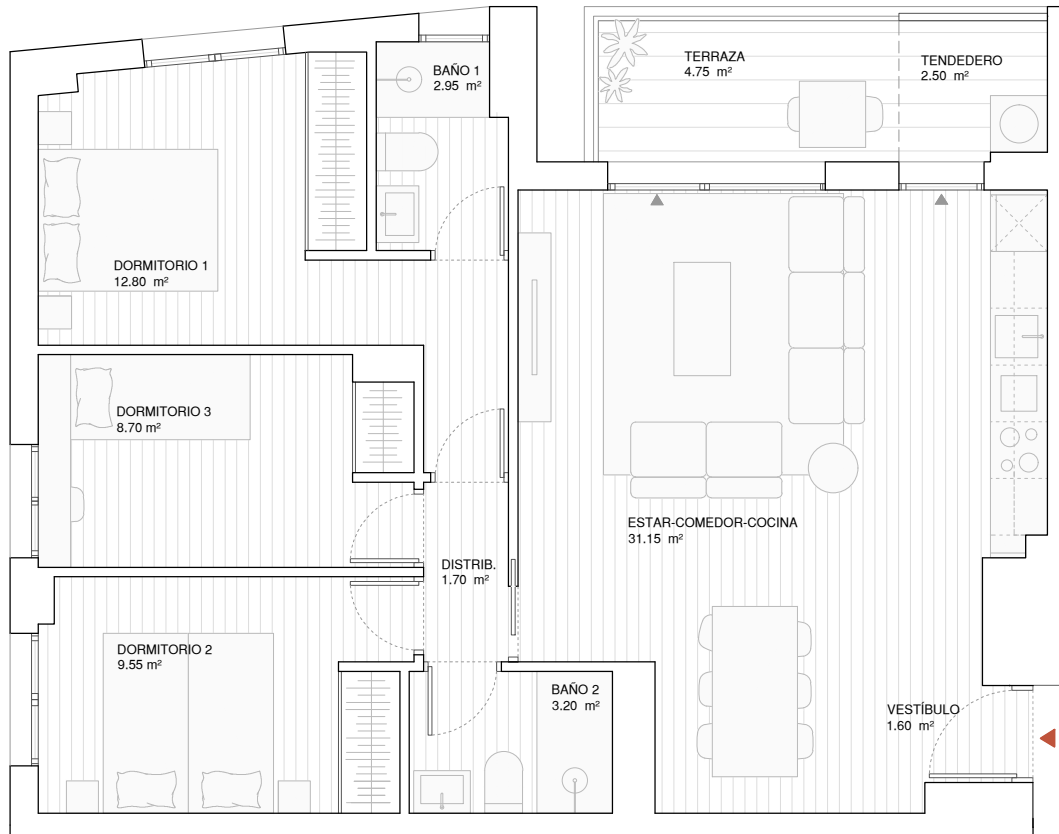 BAÑO 1
2.95 m²
TERRAZA
4.75 m²
TENDEDERO
2.50 m²
DORMITORIO 1
12.80 m²
DORMITORIO 3
8.70 m²
ESTAR-COMEDOR-COCINA
31.15 m²
DISTRIB.
1.70 m²
DORMITORIO 2
9.55 m²
BAÑO 2
3.20 m²
VESTÍBULO
1.60 m²